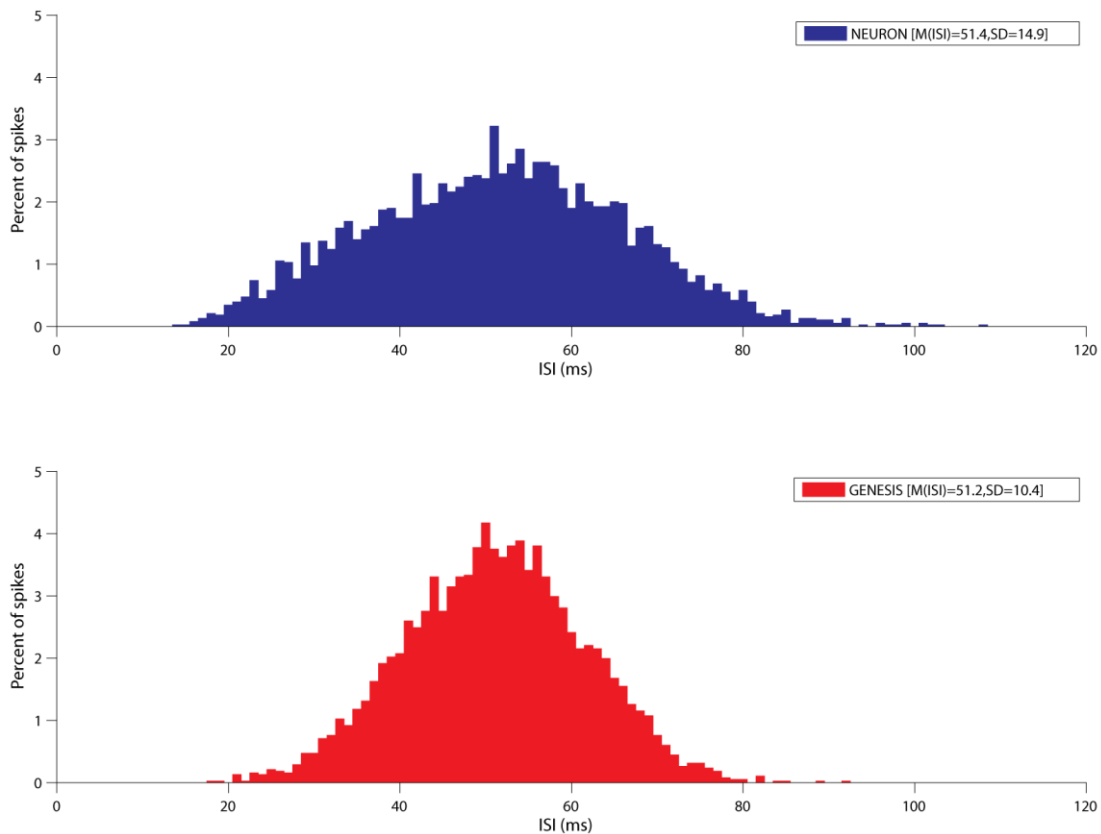 5
4
3
2
1
0
Percent of spikes
NEURON [M(ISI)=51.4,SD=14.9]
0 20 40 60 80 100 120
ISI (ms)
5
4
3
2
1
0
Percent of spikes
GENESIS [M(ISI)=51.2,SD=10.4]
0 20 40 60 80 100 120
ISI (ms)